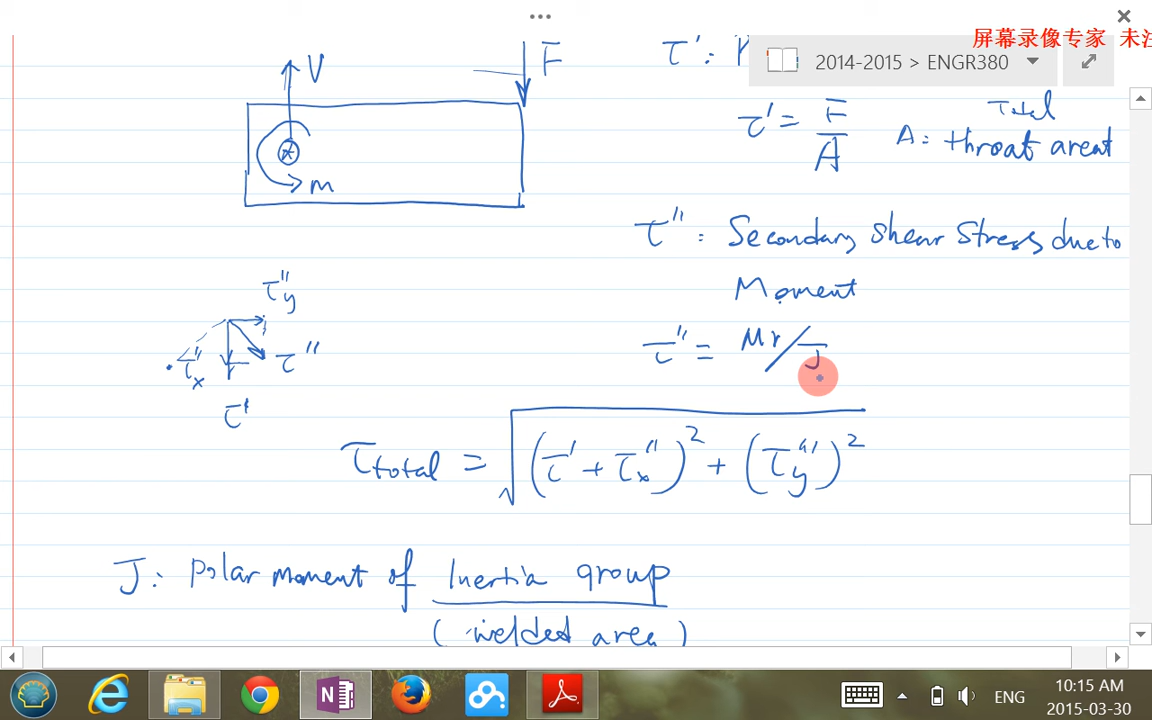 屏幕录像专家 未
2014-2015 > ENGR380
V
F
τ' :
τ' = F / A
Total
A = throat area
m
τ'' : Secondary shear stress due to
Moment
τ''y
τ'' = Mr / J
τ''
τ''x
τ'
τtotal = √((τ' + τ''x)² + (τ''y)²)
J : Polar moment of Inertia group
(welded area)
ENG
10:15 AM
2015-03-30